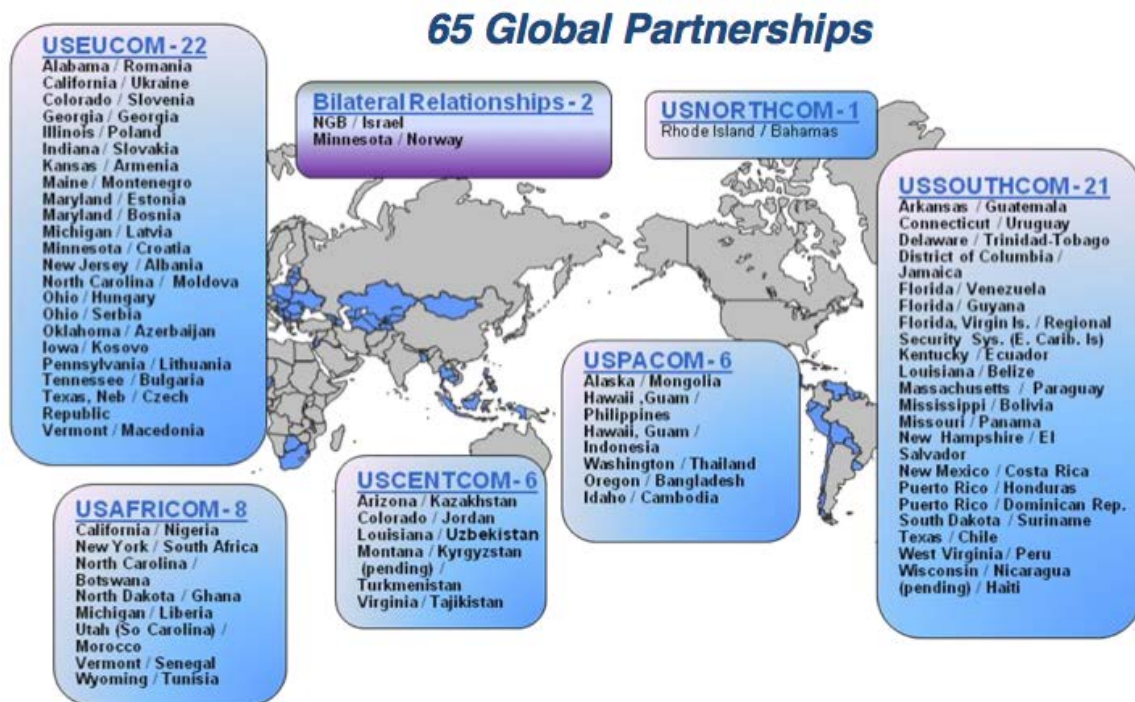 65 Global Partnerships
USEUCOM - 22
Alabama / Romania
California / Ukraine
Colorado / Slovenia
Georgia / Georgia
Illinois / Poland
Indiana / Slovakia
Kansas / Armenia
Maine / Montenegro
Maryland / Estonia
Maryland / Bosnia
Michigan / Latvia
Minnesota / Croatia
New Jersey / Albania
North Carolina / Moldova
Ohio / Hungary
Ohio / Serbia
Oklahoma / Azerbaijan
Iowa / Kosovo
Pennsylvania / Lithuania
Tennessee / Bulgaria
Texas, Neb / Czech
Republic
Vermont / Macedonia
Bilateral Relationships - 2
NGB / Israel
Minnesota / Norway
USNORTHCOM - 1
Rhode Island / Bahamas
USSOUTHCOM - 21
Arkansas / Guatemala
Connecticut / Uruguay
Delaware / Trinidad-Tobago
District of Columbia /
Jamaica
Florida / Venezuela
Florida / Guyana
Florida, Virgin Is. / Regional
Security Sys. (E. Carib. Is)
Kentucky / Ecuador
Louisiana / Belize
Massachusetts / Paraguay
Mississippi / Bolivia
Missouri / Panama
New Hampshire / El
Salvador
New Mexico / Costa Rica
Puerto Rico / Honduras
Puerto Rico / Dominican Rep.
South Dakota / Suriname
Texas / Chile
West Virginia / Peru
Wisconsin / Nicaragua
(pending) / Haiti
USPACOM - 6
Alaska / Mongolia
Hawaii ,Guam /
Philippines
Hawaii, Guam /
Indonesia
Washington / Thailand
Oregon / Bangladesh
Idaho / Cambodia
USCENTCOM - 6
Arizona / Kazakhstan
Colorado / Jordan
Louisiana / Uzbekistan
Montana / Kyrgyzstan
(pending) /
Turkmenistan
Virginia / Tajikistan
USAFRICOM - 8
California / Nigeria
New York / South Africa
North Carolina /
Botswana
North Dakota / Ghana
Michigan / Liberia
Utah (So Carolina) /
Morocco
Vermont / Senegal
Wyoming / Tunisia